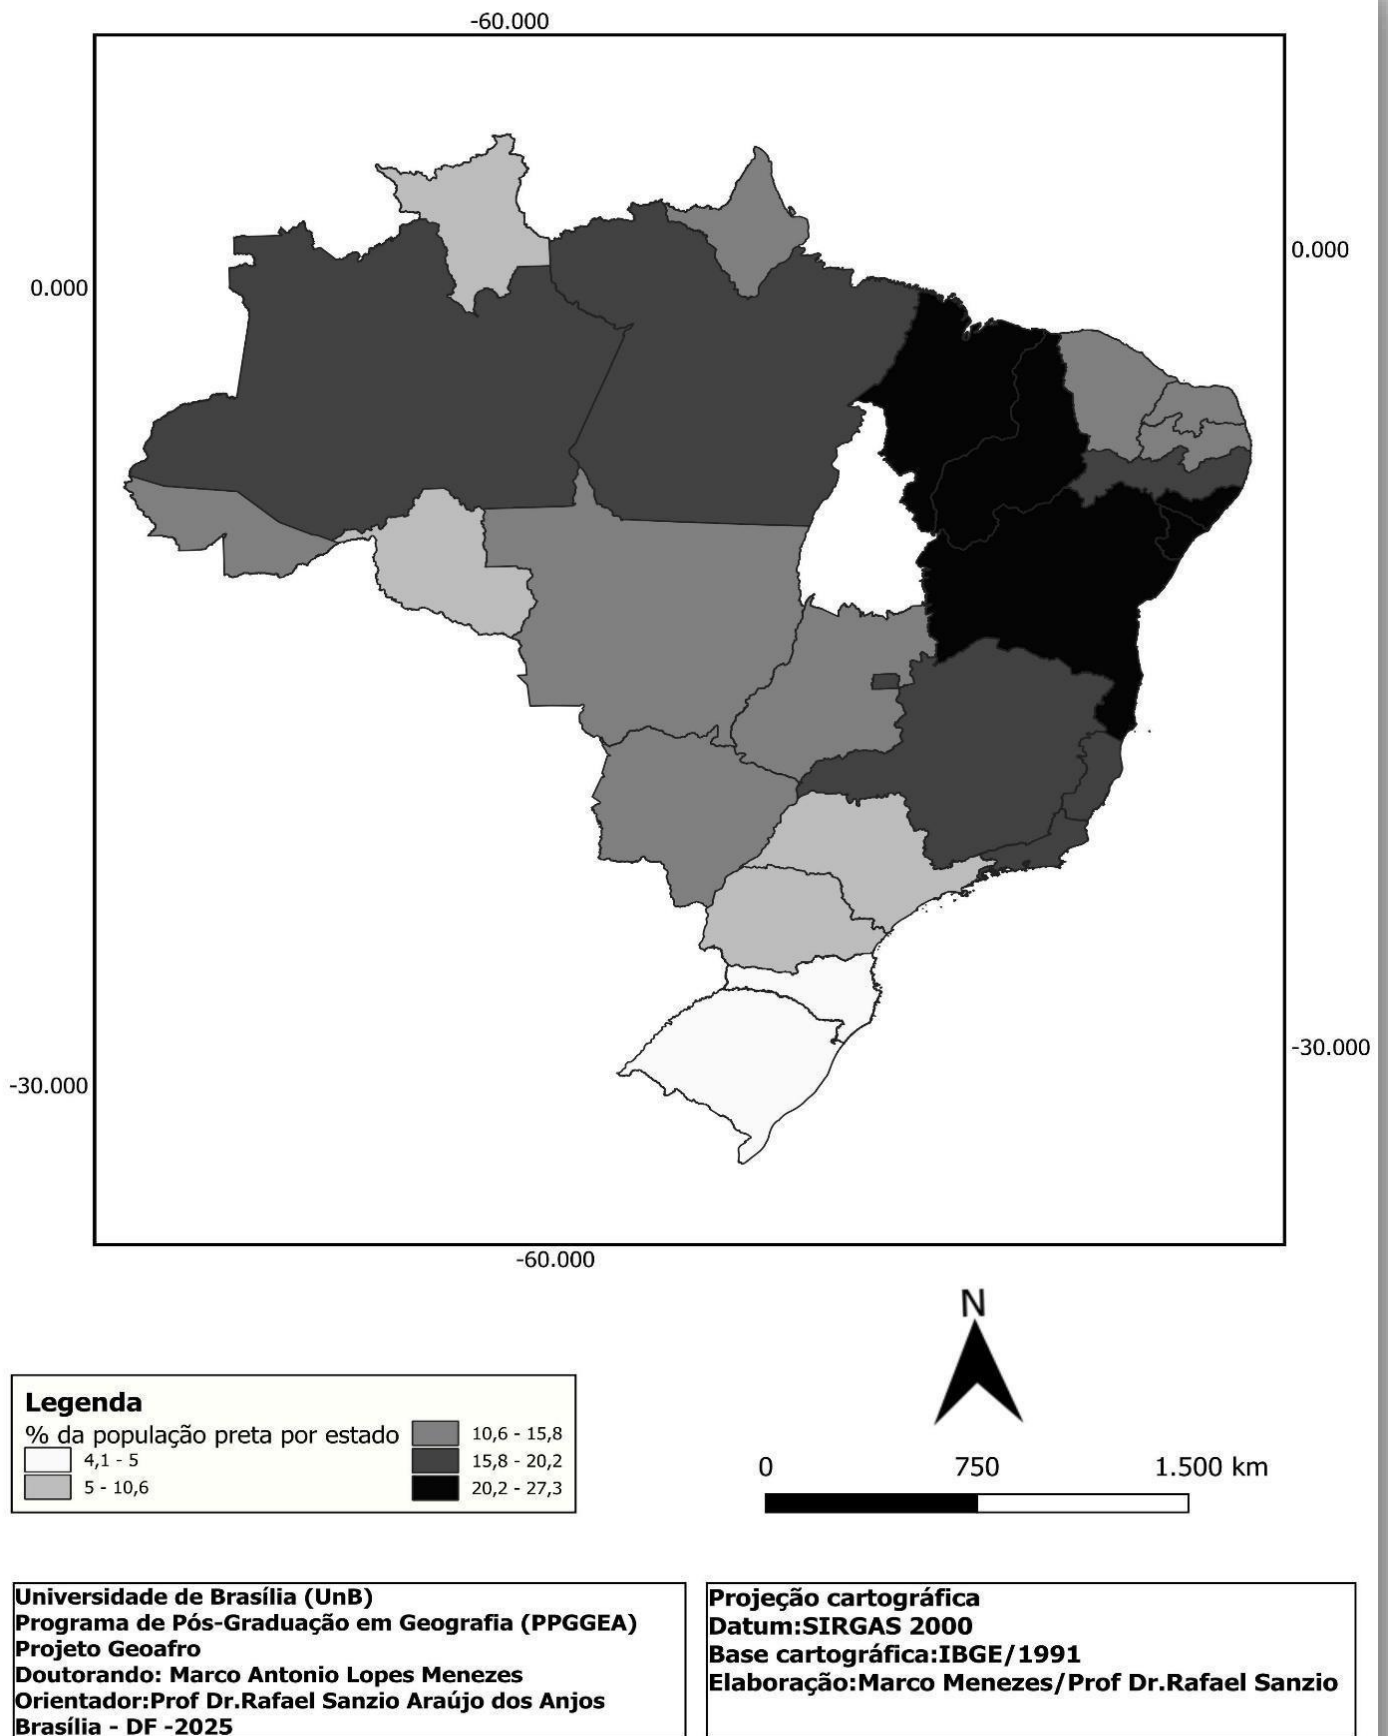 -60.000
0.000
0.000
-30.000
-30.000
-60.000
N
Legenda
% da população preta por estado
4,1 - 5
5 - 10,6
10,6 - 15,8
15,8 - 20,2
20,2 - 27,3
0 750 1.500 km
Universidade de Brasília (UnB)
Programa de Pós-Graduação em Geografia (PPGGEA)
Projeto Geoafro
Doutorando: Marco Antonio Lopes Menezes
Orientador:Prof Dr.Rafael Sanzio Araújo dos Anjos
Brasília - DF -2025
Projeção cartográfica
Datum:SIRGAS 2000
Base cartográfica:IBGE/1991
Elaboração:Marco Menezes/Prof Dr.Rafael Sanzio